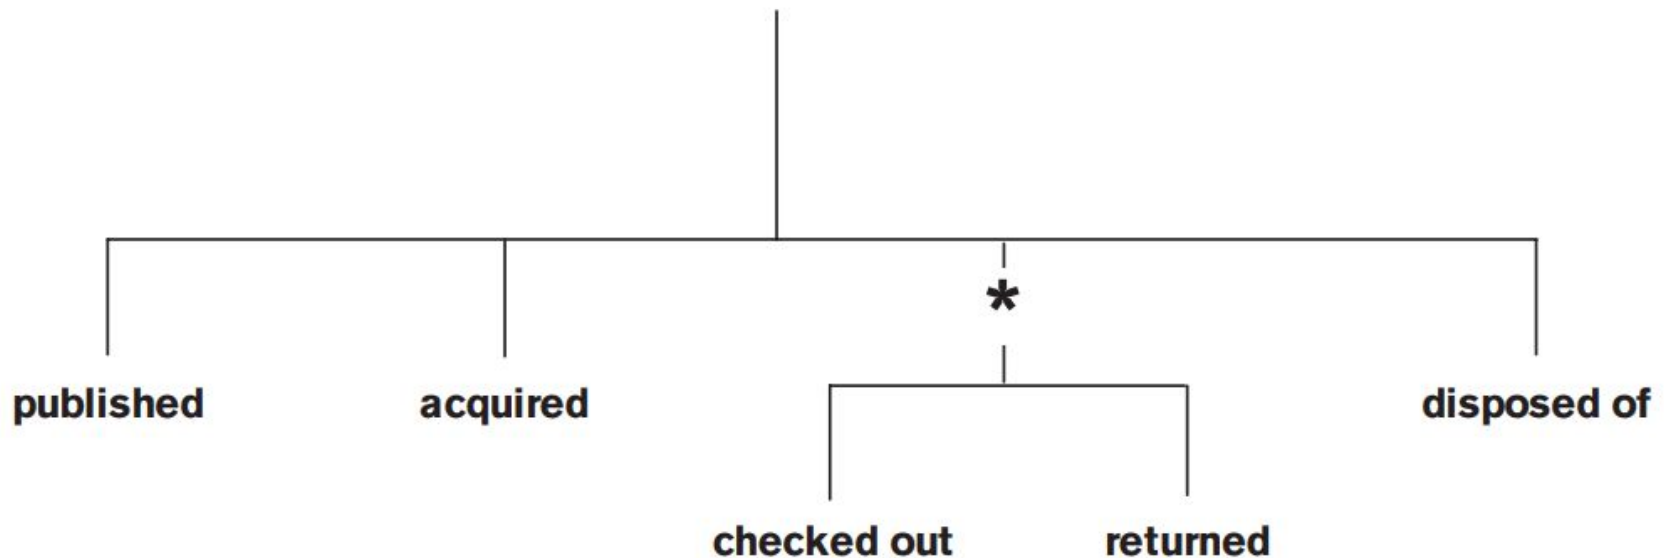 *
published acquired disposed of
checked out returned